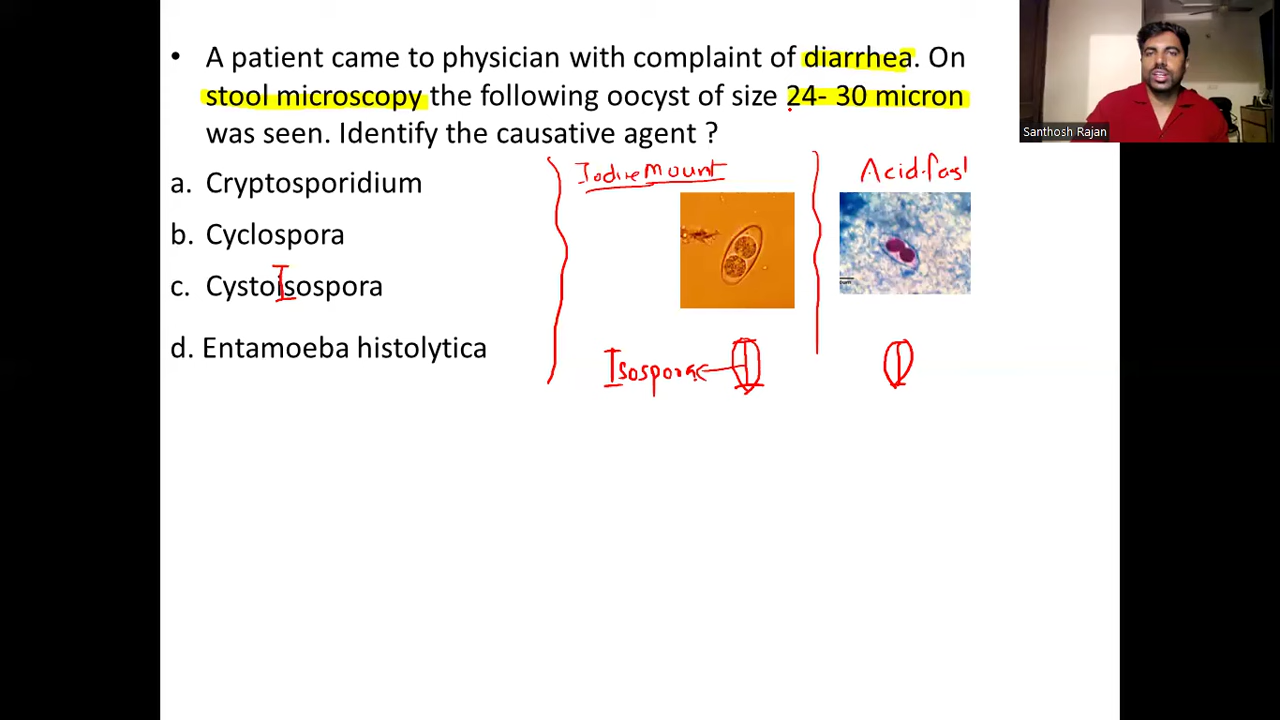 • A patient came to physician with complaint of diarrhea. On
stool microscopy the following oocyst of size 24- 30 micron
was seen. Identify the causative agent ?
a. Cryptosporidium
b. Cyclospora
c. Cystoisospora
d. Entamoeba histolytica
Iodine Mount
Acid-fast
Isospora
Santhosh Rajan